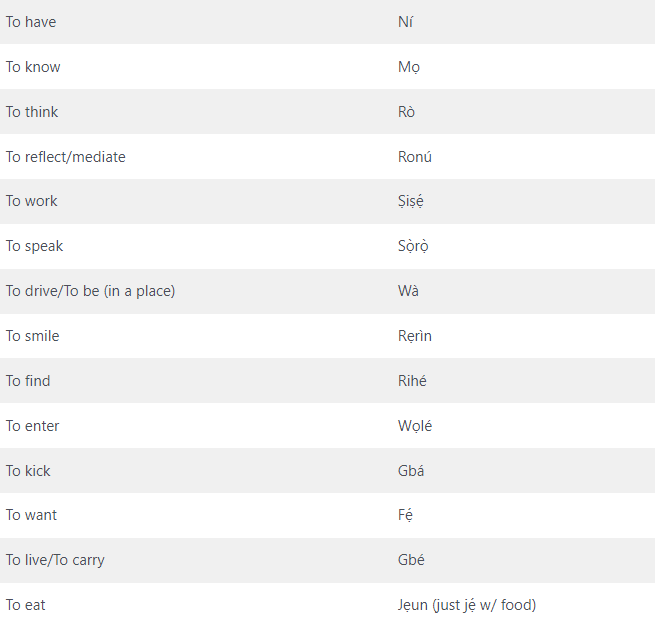 To have Ní
To know Mọ
To think Rò
To reflect/mediate Ronú
To work Ṣiṣẹ́
To speak Sọ̀rọ̀
To drive/To be (in a place) Wà
To smile Rẹrìn
To find Rihé
To enter Wọlé
To kick Gbá
To want Fẹ́
To live/To carry Gbé
To eat Jẹun (just jẹ́ w/ food)